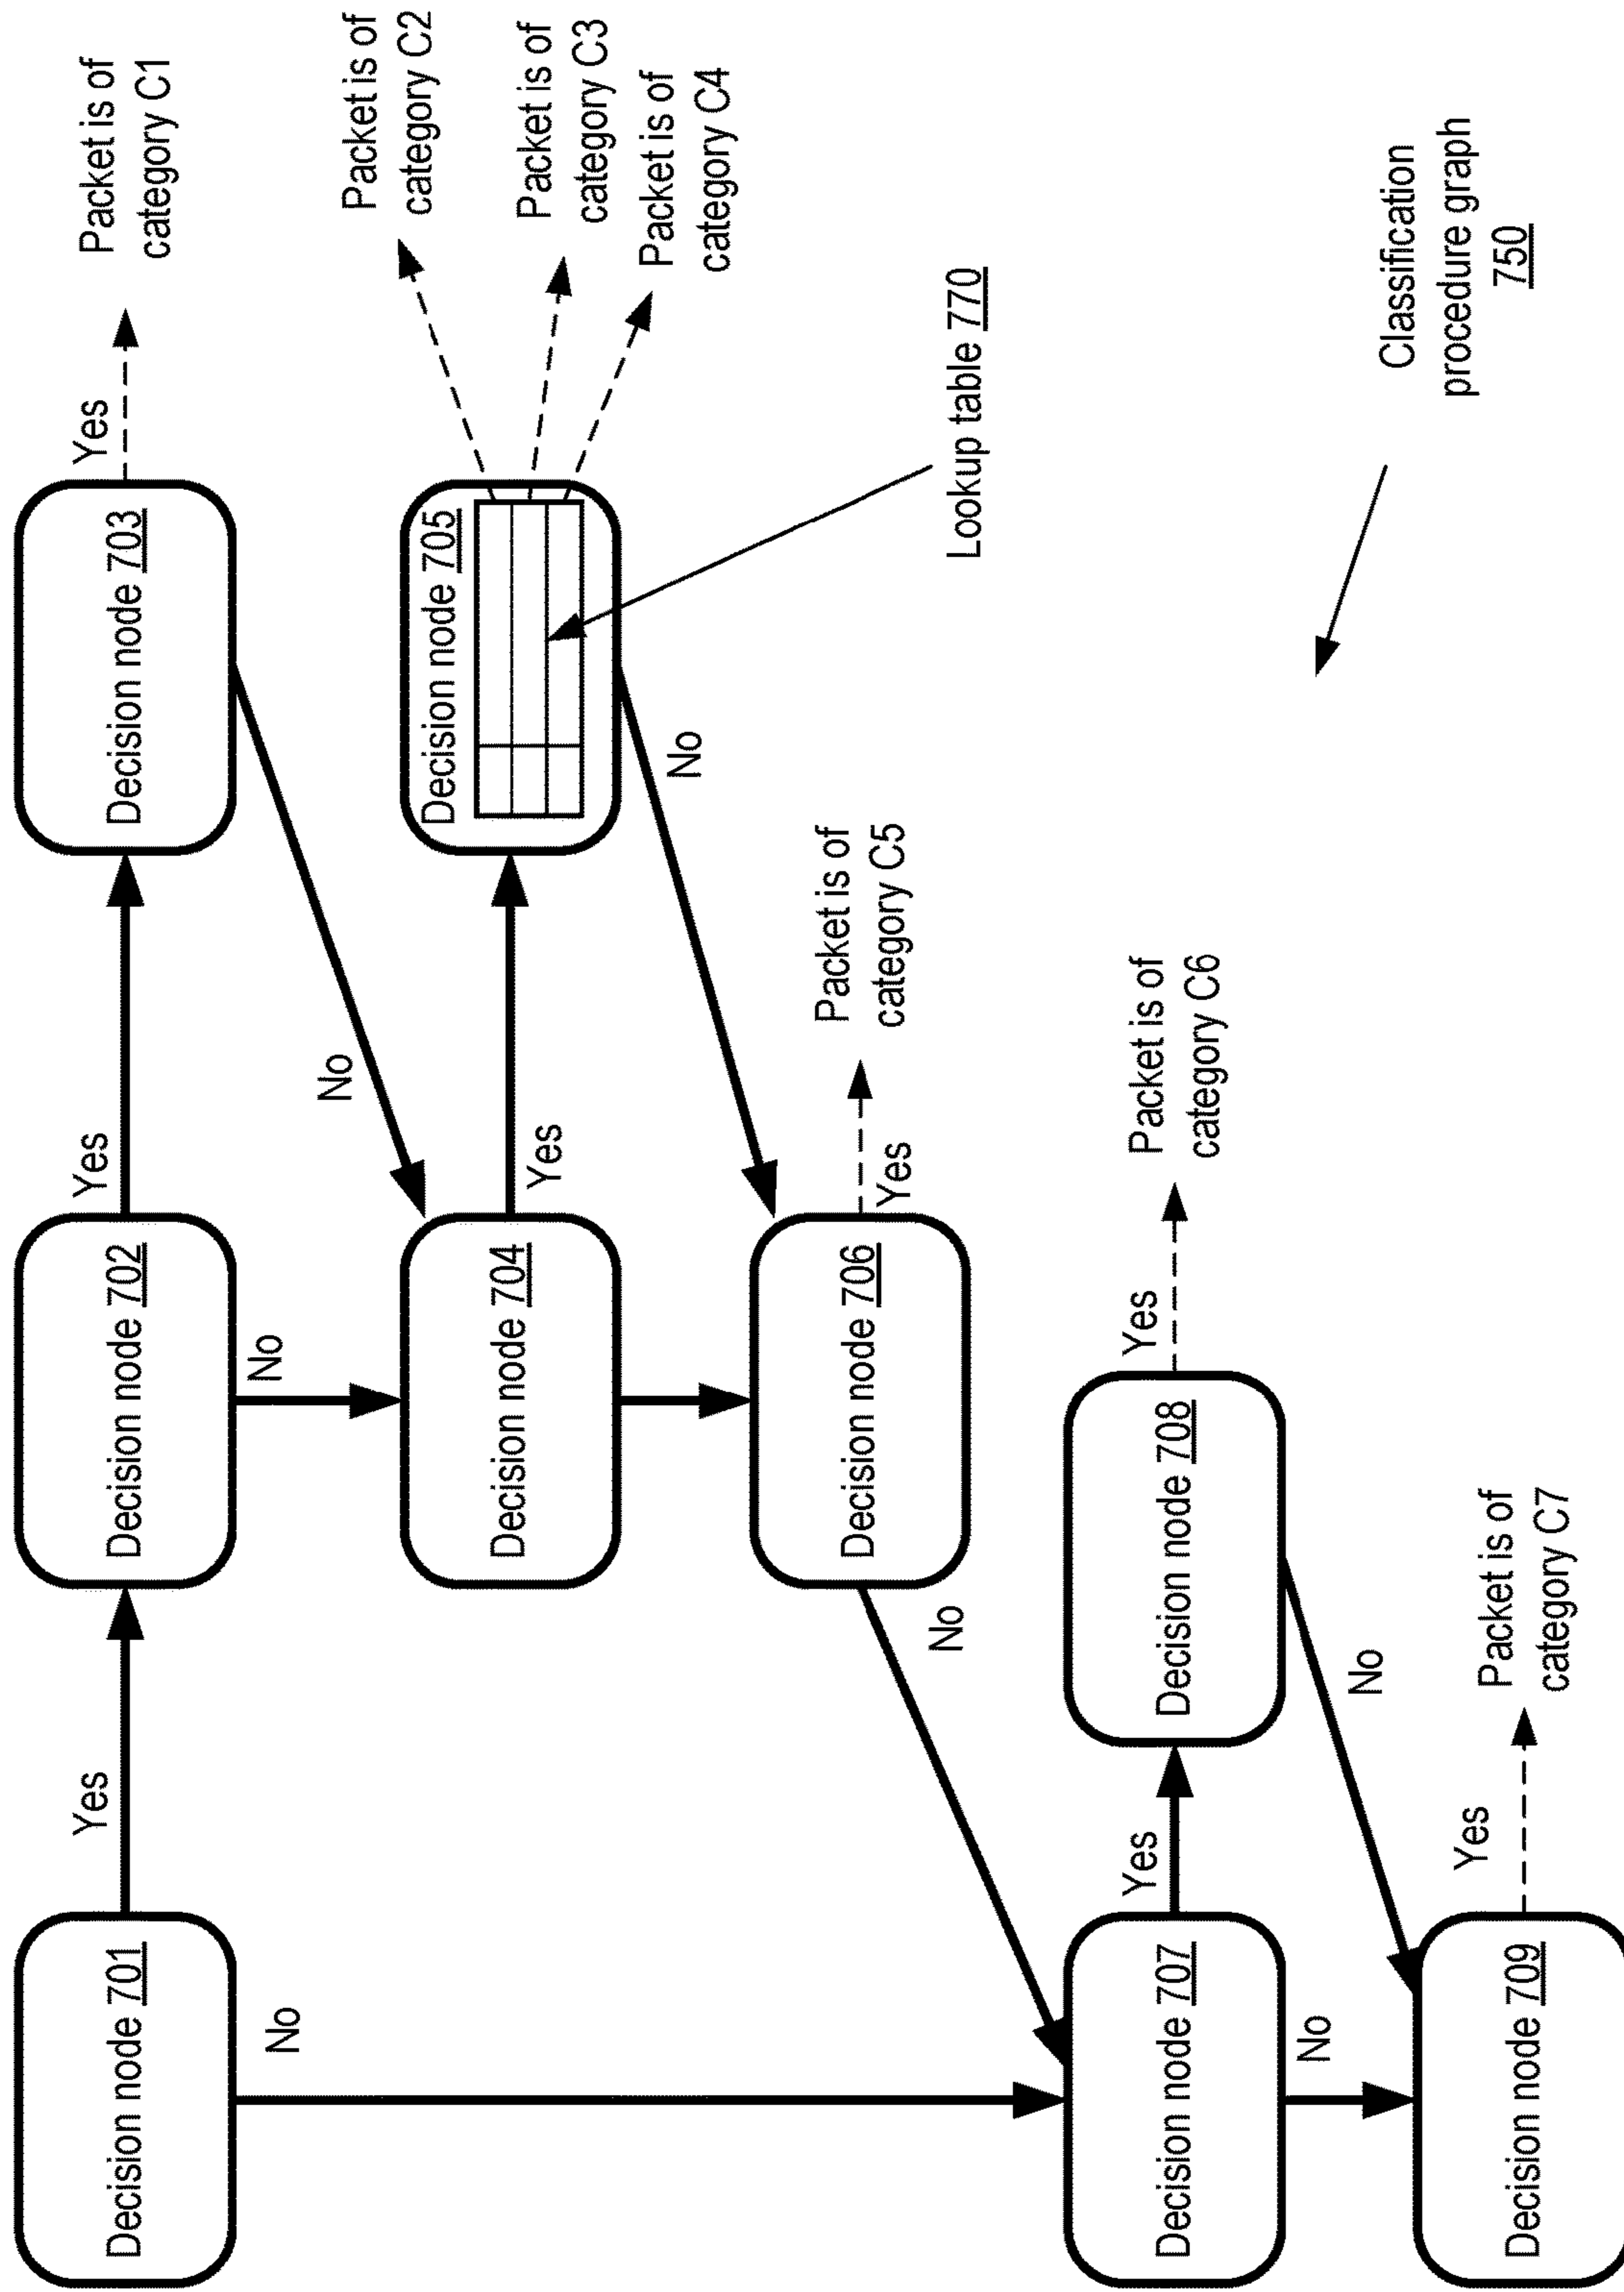 Decision node 701
Yes
No
Decision node 702
Yes
No
Decision node 703
Yes
Packet is of
category C1
No
Decision node 704
Yes
Decision node 705
Packet is of
category C2
Packet is of
category C3
Packet is of
category C4
No
Lookup table 770
Decision node 706
Yes
Packet is of
category C5
No
Decision node 707
Yes
No
Decision node 708
Yes
Packet is of
category C6
No
Decision node 709
Yes
Packet is of
category C7
Classification
procedure graph
750